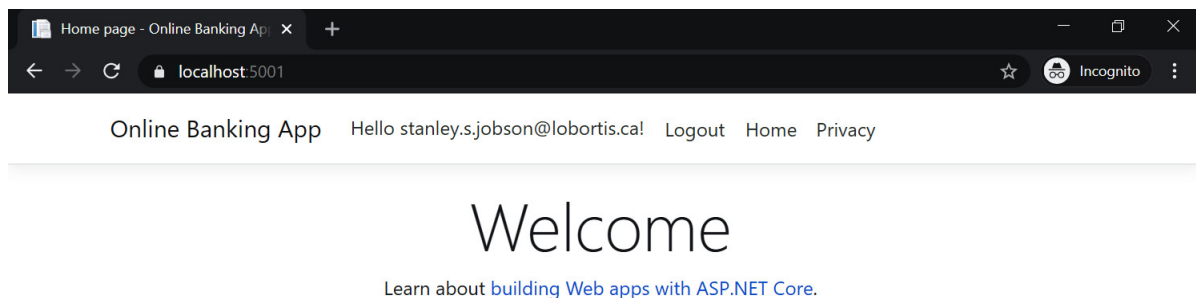 Home page - Online Banking Ap
localhost:5001
Incognito
Online Banking App Hello stanley.s.jobson@lobortis.ca! Logout Home Privacy
Welcome
Learn about building Web apps with ASP.NET Core.